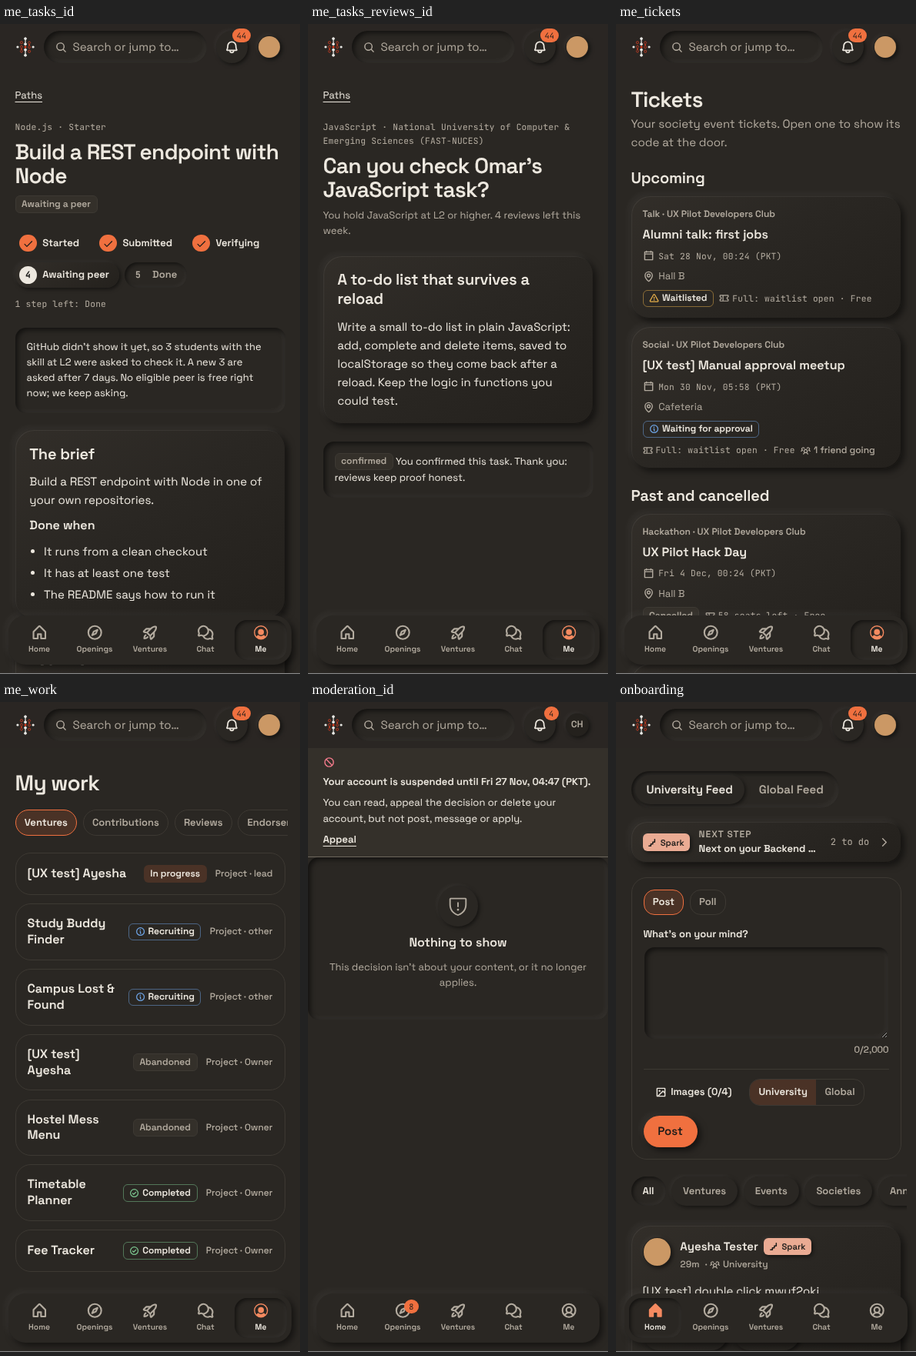 me_tasks_id
Search or jump to...
44
Paths
Node.js · Starter
Build a REST endpoint with
Node
Awaiting a peer
Started
Submitted
Verifying
4 Awaiting peer
5 Done
1 step left: Done
GitHub didn't show it yet, so 3 students with the
skill at L2 were asked to check it. A new 3 are
asked after 7 days. No eligible peer is free right
now; we keep asking.
The brief
Build a REST endpoint with Node in one of
your own repositories.
Done when
• It runs from a clean checkout
• It has at least one test
• The README says how to run it
Home
Openings
Ventures
Chat
Me
me_tasks_reviews_id
Search or jump to...
44
Paths
JavaScript · National University of Computer &
Emerging Sciences (FAST-NUCES)
Can you check Omar's
JavaScript task?
You hold JavaScript at L2 or higher. 4 reviews left this
week.
A to-do list that survives a
reload
Write a small to-do list in plain JavaScript:
add, complete and delete items, saved to
localStorage so they come back after a
reload. Keep the logic in functions you
could test.
confirmed You confirmed this task. Thank you:
reviews keep proof honest.
Home
Openings
Ventures
Chat
Me
me_tickets
Search or jump to...
44
Tickets
Your society event tickets. Open one to show its
code at the door.
Upcoming
Talk · UX Pilot Developers Club
Alumni talk: first jobs
Sat 28 Nov, 00:24 (PKT)
Hall B
Waitlisted
Full: waitlist open · Free
Social · UX Pilot Developers Club
[UX test] Manual approval meetup
Mon 30 Nov, 05:58 (PKT)
Cafeteria
Waiting for approval
Full: waitlist open · Free
1 friend going
Past and cancelled
Hackathon · UX Pilot Developers Club
UX Pilot Hack Day
Fri 4 Dec, 00:24 (PKT)
Hall B
Cancelled
58 seats left · Free
Home
Openings
Ventures
Chat
Me
me_work
Search or jump to...
44
My work
Ventures
Contributions
Reviews
Endorse
[UX test] Ayesha
In progress
Project · lead
Study Buddy
Finder
Recruiting
Project · other
Campus Lost &
Found
Recruiting
Project · other
[UX test]
Ayesha
Abandoned
Project · Owner
Hostel Mess
Menu
Abandoned
Project · Owner
Timetable
Planner
Completed
Project · Owner
Fee Tracker
Completed
Project · Owner
Home
Openings
Ventures
Chat
Me
moderation_id
Search or jump to...
4
CH
Your account is suspended until Fri 27 Nov, 04:47 (PKT).
You can read, appeal the decision or delete your
account, but not post, message or apply.
Appeal
Nothing to show
This decision isn't about your content, or it no longer
applies.
8
Home
Openings
Ventures
Chat
Me
onboarding
Search or jump to...
44
University Feed
Global Feed
Spark
NEXT STEP
Next on your Backend ...
2 to do
Post
Poll
What's on your mind?
0/2,000
Images (0/4)
University
Global
Post
All
Ventures
Events
Societies
Ann
Ayesha Tester
Spark
29m · University
[UX test] double click mwuf2oki
Home
Openings
Ventures
Chat
Me